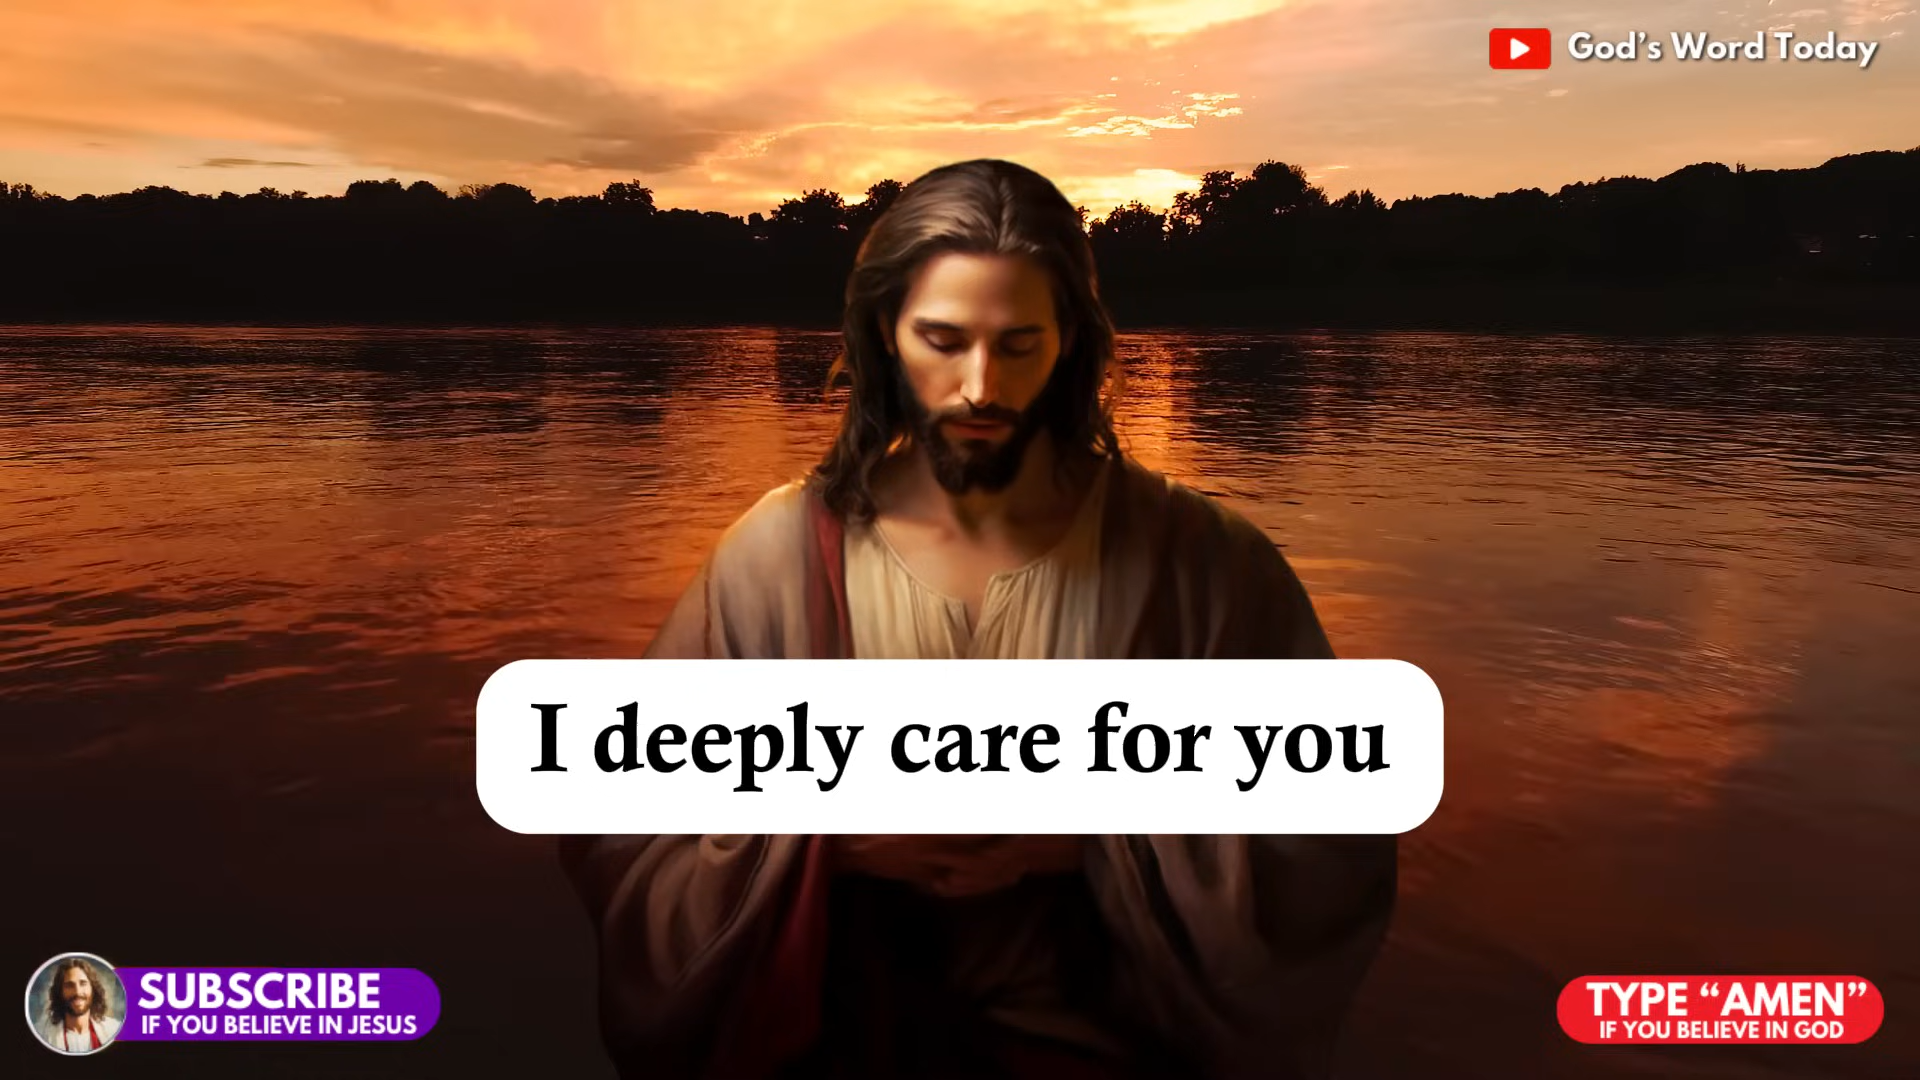 God’s Word Today
I deeply care for you
SUBSCRIBE
IF YOU BELIEVE IN JESUS
TYPE “AMEN”
IF YOU BELIEVE IN GOD